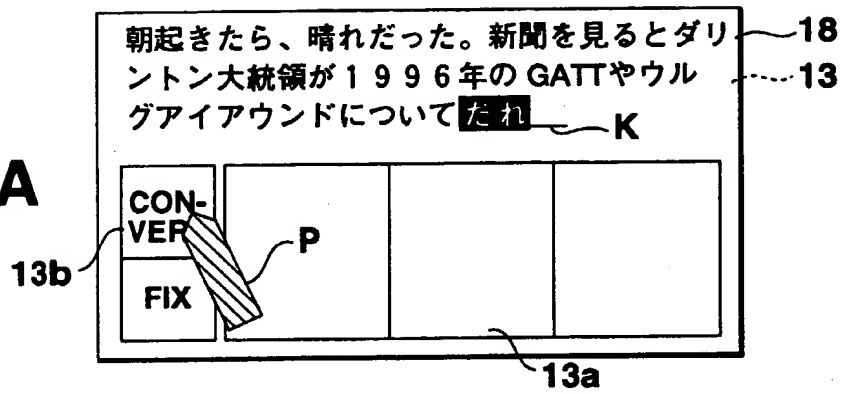 朝起きたら、晴れだった。新聞を見るとダリ
ントン大統領が１９９６年の GATTやウル
グアイアウンドについてたれ
18
13
K
A
CON-
VER
P
13b
FIX
13a